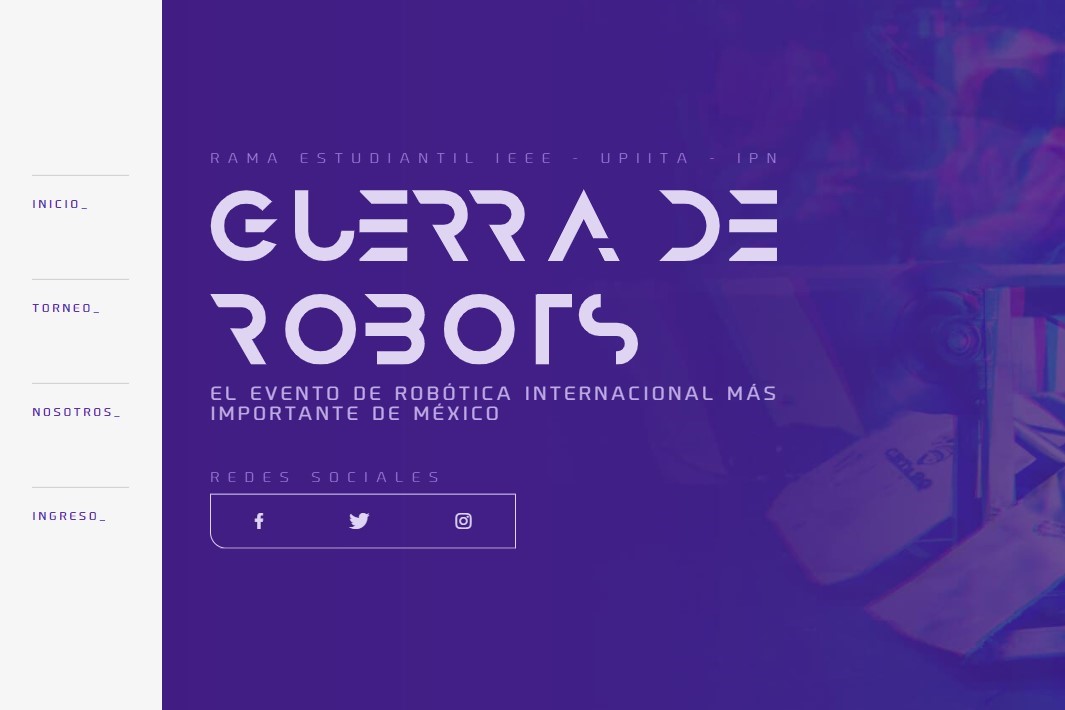 INICIO_
TORNEO_
NOSOTROS_
INGRESO_
RAMA ESTUDIANTIL IEEE - UPIITA - IPN
GUERRA DE
ROBOTS
EL EVENTO DE ROBÓTICA INTERNACIONAL MÁS
IMPORTANTE DE MÉXICO
REDES SOCIALES